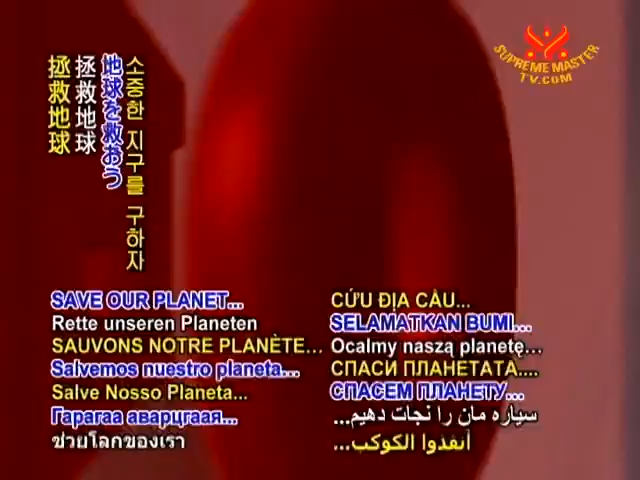 SUPREME MASTER
TV.COM
소중한 지구를 구하자
地球を救おう
拯救地球
拯救地球
SAVE OUR PLANET...
Rette unseren Planeten
SAUVONS NOTRE PLANÈTE...
Salvemos nuestro planeta...
Salve Nosso Planeta...
Гарагаа аварцгаая...
ช่วยโลกของเรา
CỨU ĐỊA CẦU...
SELAMATKAN BUMI...
Ocalmy naszą planetę...
СПАСИ ПЛАНЕТАТА....
СПАСЕМ ПЛАНЕТУ...
سیاره مان را نجات دهیم...
أنقذوا الكوكب...